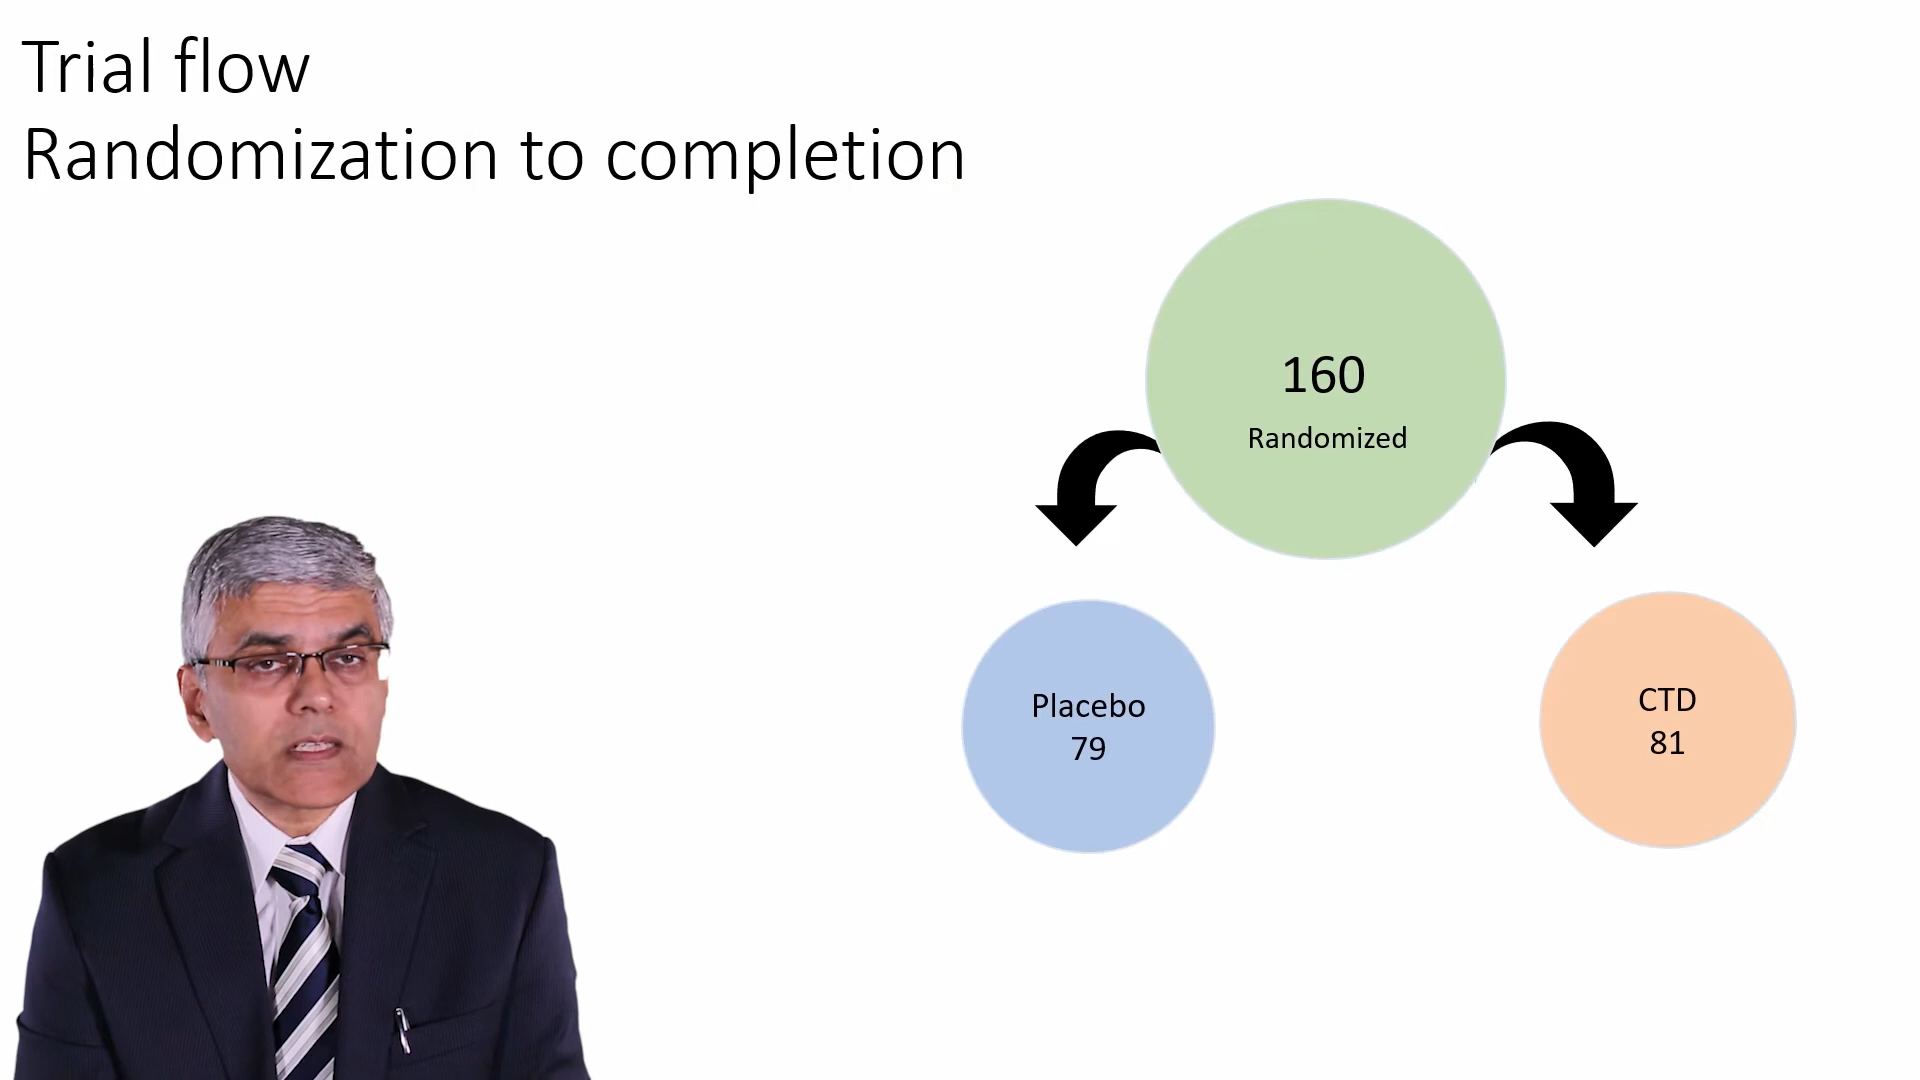 Trial flow
Randomization to completion
160
Randomized
Placebo
79
CTD
81